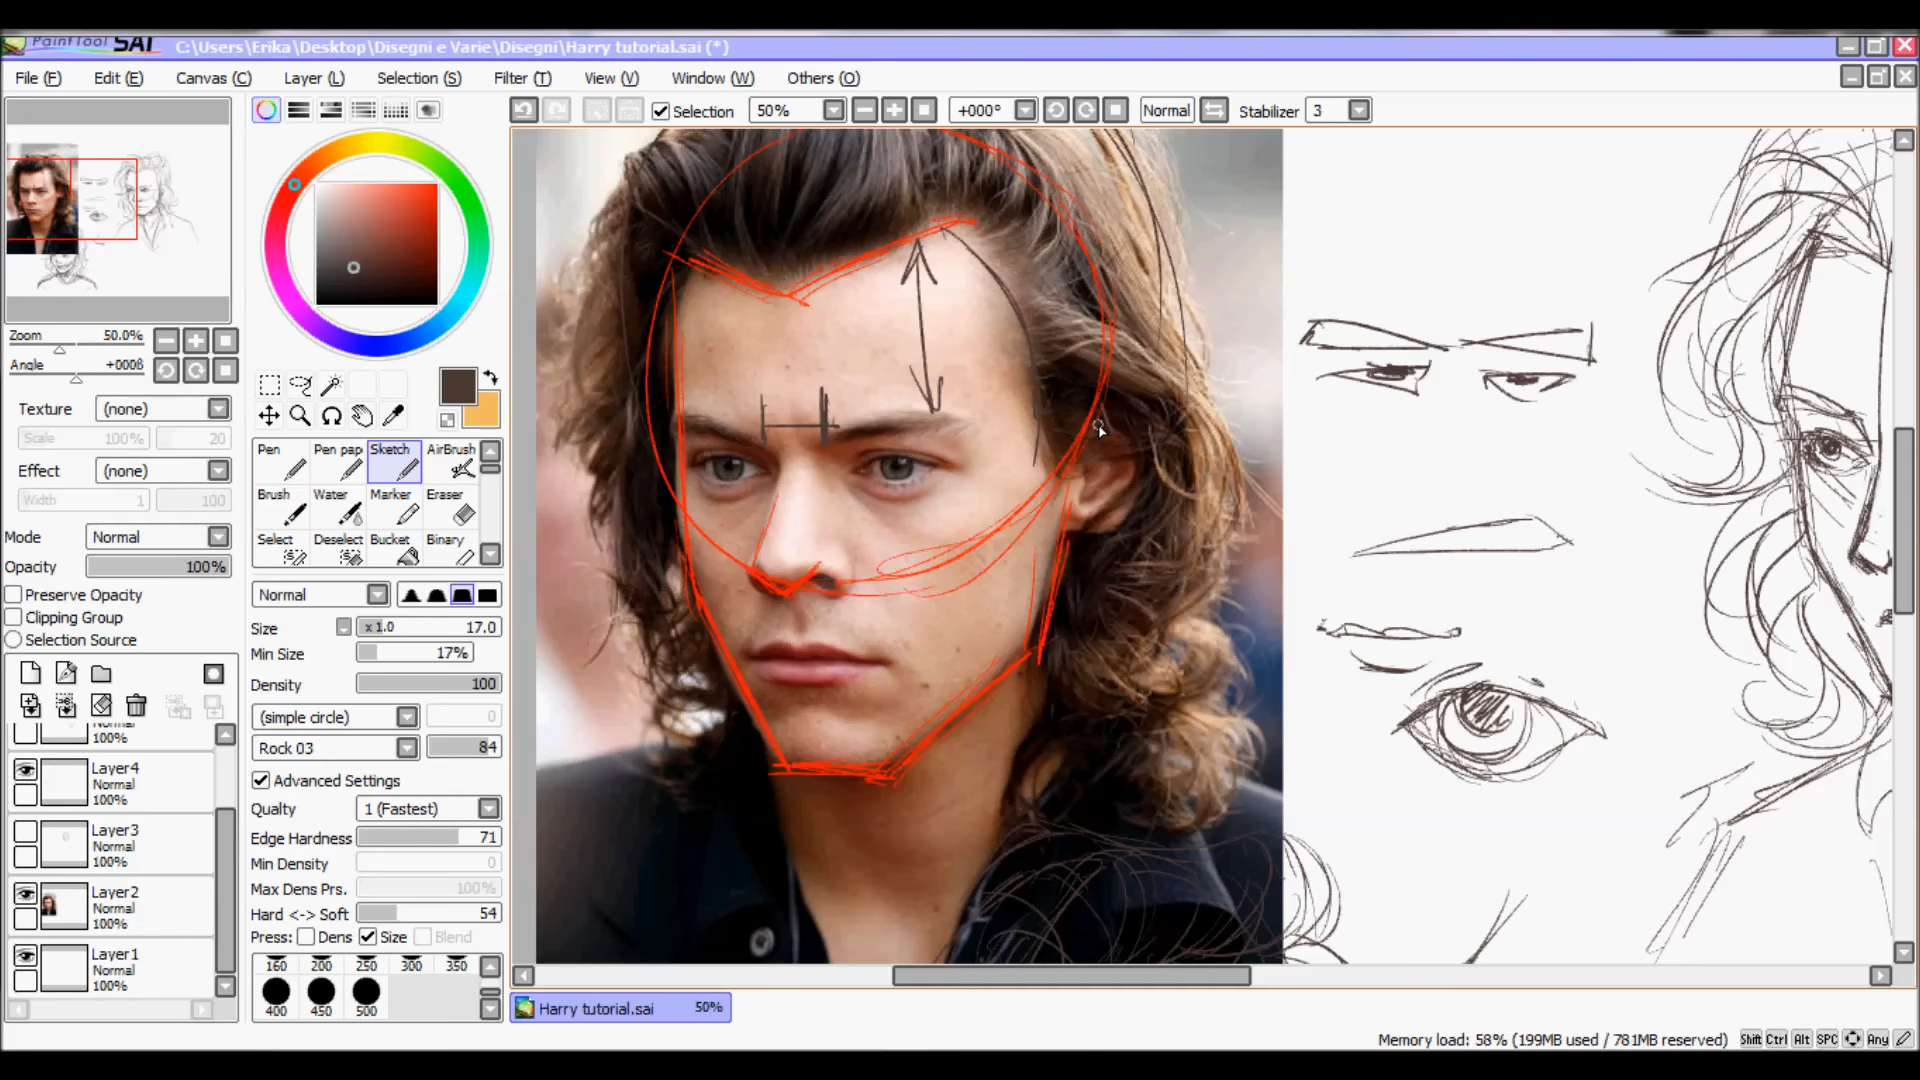 PaintTool SAI C:\Users\Erika\Desktop\Disegni e Varie\Disegni\Harry tutorial.sai (*)
File (F) Edit (E) Canvas (C) Layer (L) Selection (S) Filter (T) View (V) Window (W) Others (O)
Selection 50% +000° Normal Stabilizer 3
Zoom 50.0%
Angle
Texture (none)
Scale 100% 20
Effect (none)
Width 1 100
Mode Normal
Opacity 100%
Preserve Opacity
Clipping Group
Selection Source
Normal
100%
Layer4
Normal
100%
Layer3
Normal
100%
Layer2
Normal
100%
Layer1
Normal
100%
Pen Pen pap Sketch AirBrush
Brush Water Marker Eraser
Select Deselect Bucket Binary
Normal
Size x 1.0 17.0
Min Size 17%
Density 100
(simple circle) 0
Rock 03 84
Advanced Settings
Qualty 1 (Fastest)
Edge Hardness 71
Min Density 0
Max Dens Prs. 100%
Hard <-> Soft 54
Press: Dens Size Blend
160 200 250 300 350
400 450 500
Harry tutorial.sai 50%
Memory load: 58% (199MB used / 781MB reserved) Shift Ctrl Alt SPC Any